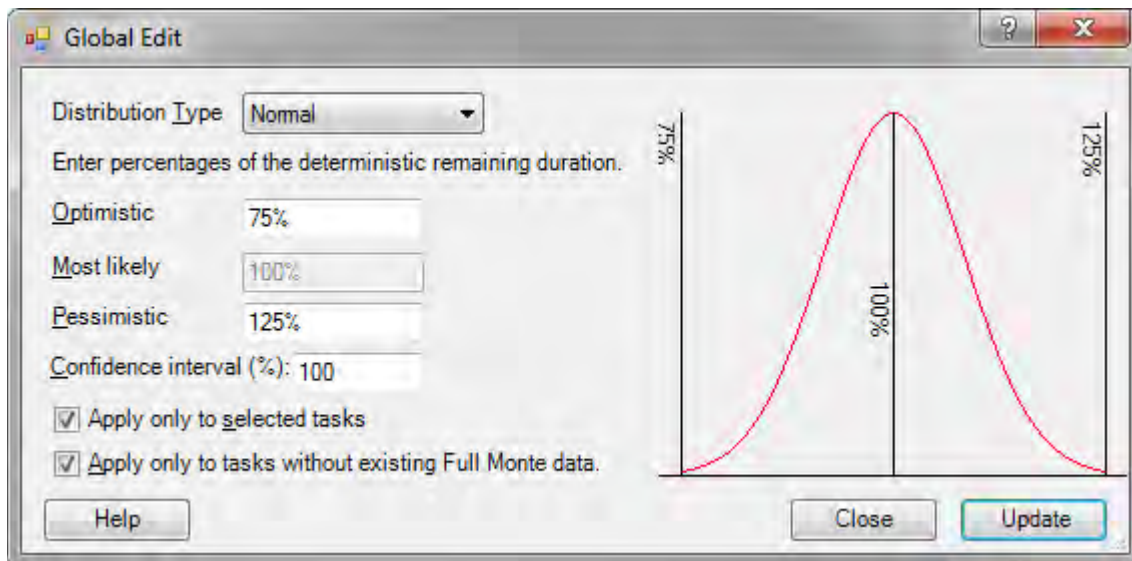 Global Edit
?
Distribution Type Normal
Enter percentages of the deterministic remaining duration.
Optimistic 75%
Most likely 100%
Pessimistic 125%
Confidence interval (%): 100
Apply only to selected tasks
Apply only to tasks without existing Full Monte data.
Help
75%
100%
125%
Close
Update